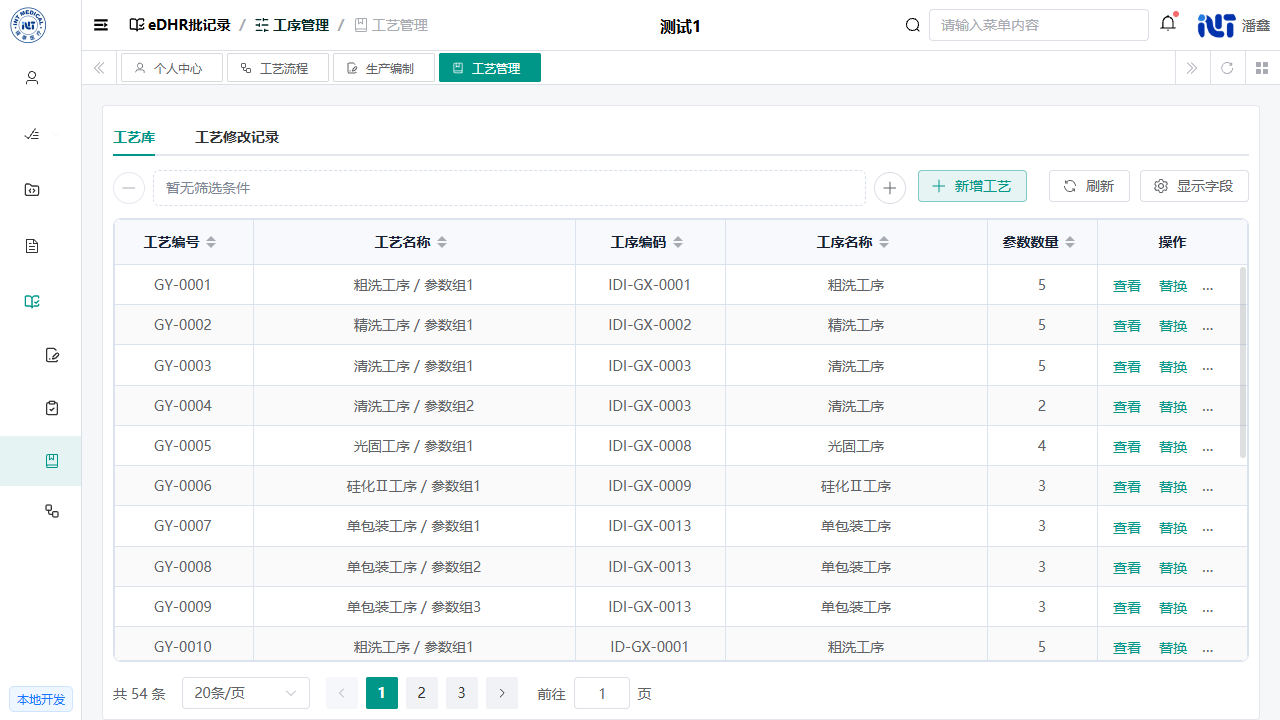 eDHR批记录 / 工序管理 / 工艺管理
测试1
请输入菜单内容
iNT 潘鑫
个人中心 工艺流程 生产编制 工艺管理
工艺库 工艺修改记录
暂无筛选条件 新增工艺 刷新 显示字段
工艺编号 工艺名称 工序编码 工序名称 参数数量 操作
GY-0001 粗洗工序 / 参数组1 IDI-GX-0001 粗洗工序 5 查看 替换 ...
GY-0002 精洗工序 / 参数组1 IDI-GX-0002 精洗工序 5 查看 替换 ...
GY-0003 清洗工序 / 参数组1 IDI-GX-0003 清洗工序 5 查看 替换 ...
GY-0004 清洗工序 / 参数组2 IDI-GX-0003 清洗工序 2 查看 替换 ...
GY-0005 光固工序 / 参数组1 IDI-GX-0008 光固工序 4 查看 替换 ...
GY-0006 硅化Ⅱ工序 / 参数组1 IDI-GX-0009 硅化Ⅱ工序 3 查看 替换 ...
GY-0007 单包装工序 / 参数组1 IDI-GX-0013 单包装工序 3 查看 替换 ...
GY-0008 单包装工序 / 参数组2 IDI-GX-0013 单包装工序 3 查看 替换 ...
GY-0009 单包装工序 / 参数组3 IDI-GX-0013 单包装工序 3 查看 替换 ...
GY-0010 粗洗工序 / 参数组1 ID-GX-0001 粗洗工序 5 查看 替换 ...
共 54 条 20条/页 1 2 3 前往 1 页
本地开发